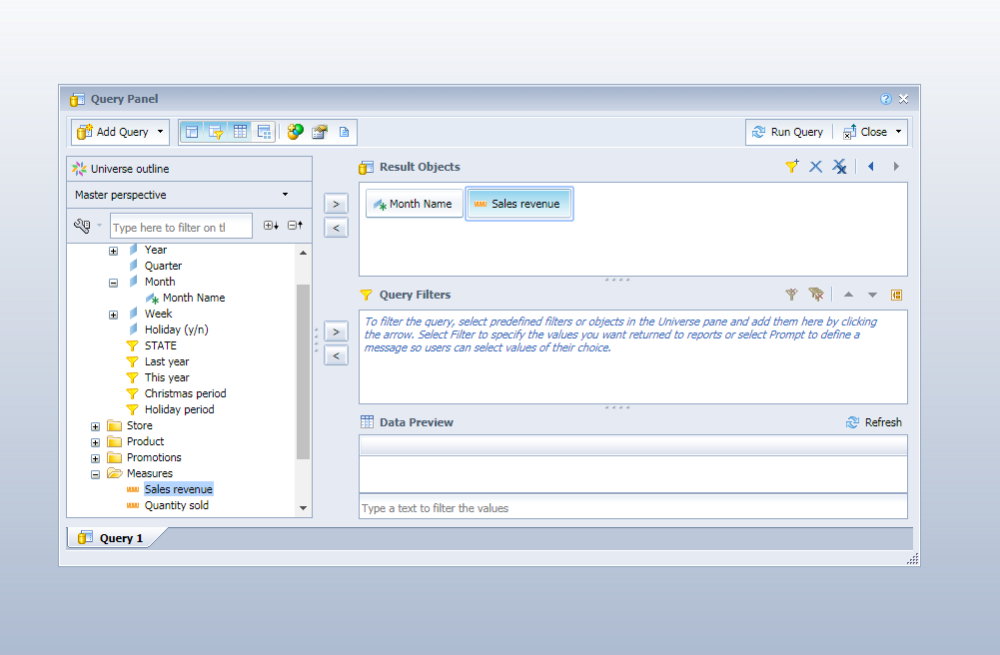 Query Panel
Add Query
Run Query
Close
Universe outline
Master perspective
Type here to filter on tl
Year
Quarter
Month
Month Name
Week
Holiday (y/n)
STATE
Last year
This year
Christmas period
Holiday period
Store
Product
Promotions
Measures
Sales revenue
Quantity sold
>
<
>
<
Result Objects
Month Name
Sales revenue
Query Filters
To filter the query, select predefined filters or objects in the Universe pane and add them here by clicking
the arrow. Select Filter to specify the values you want returned to reports or select Prompt to define a
message so users can select values of their choice.
Data Preview
Refresh
Type a text to filter the values
Query 1